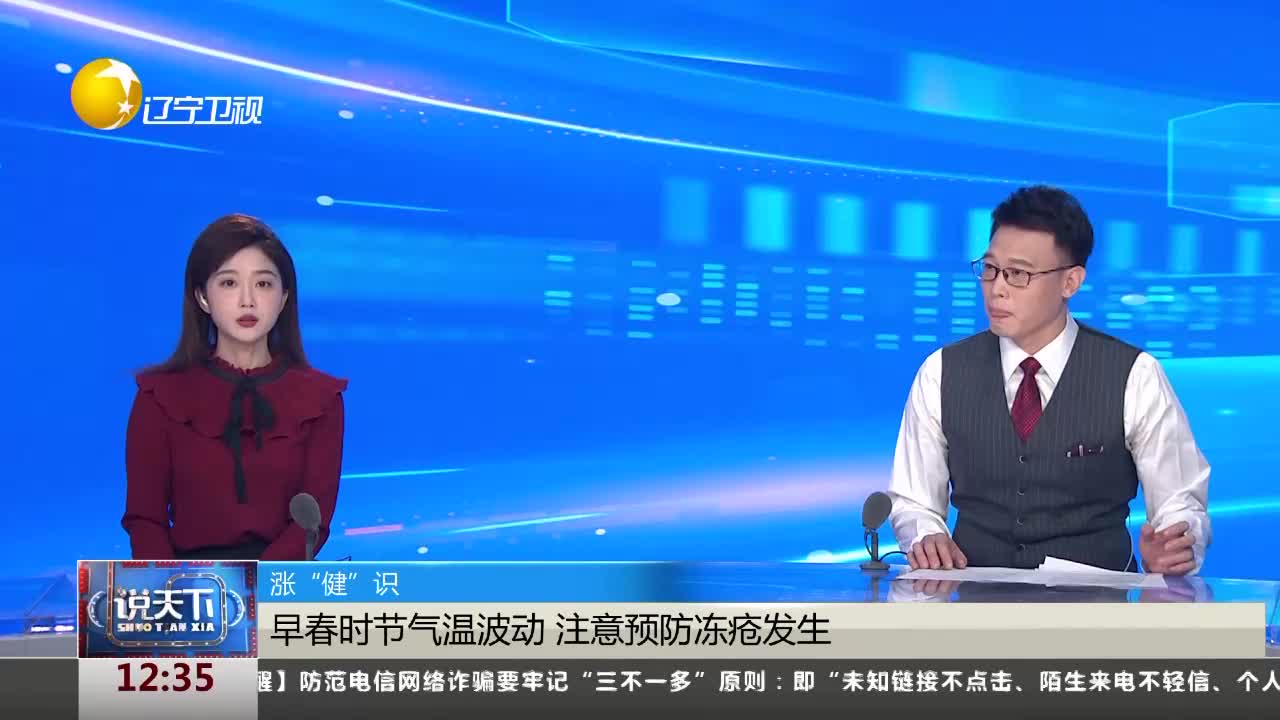 辽宁卫视
涨“健”识
说天下
SHUO TIAN XIA
早春时节气温波动 注意预防冻疮发生
12:35
醒】防范电信网络诈骗要牢记“三不一多”原则：即“未知链接不点击、陌生来电不轻信、个人